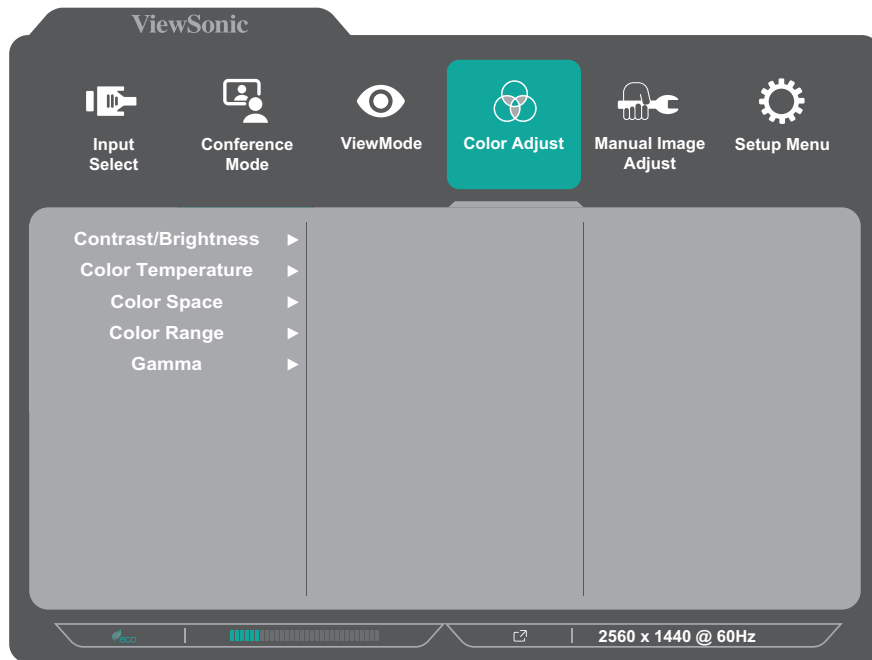 ViewSonic
Input
Select
Conference
Mode
ViewMode
Color Adjust
Manual Image
Adjust
Setup Menu
Contrast/Brightness
Color Temperature
Color Space
Color Range
Gamma
eco
2560 x 1440 @ 60Hz